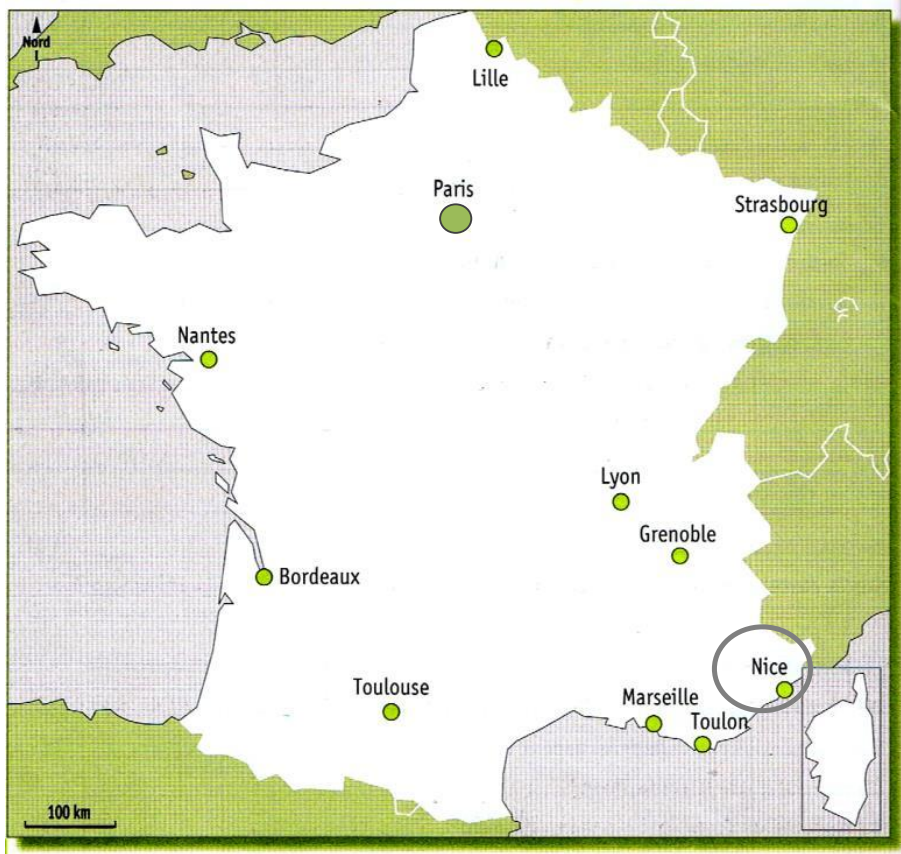 Nord
Lille
Paris
Strasbourg
Nantes
Lyon
Grenoble
Bordeaux
Nice
Toulouse
Marseille
Toulon
100 km